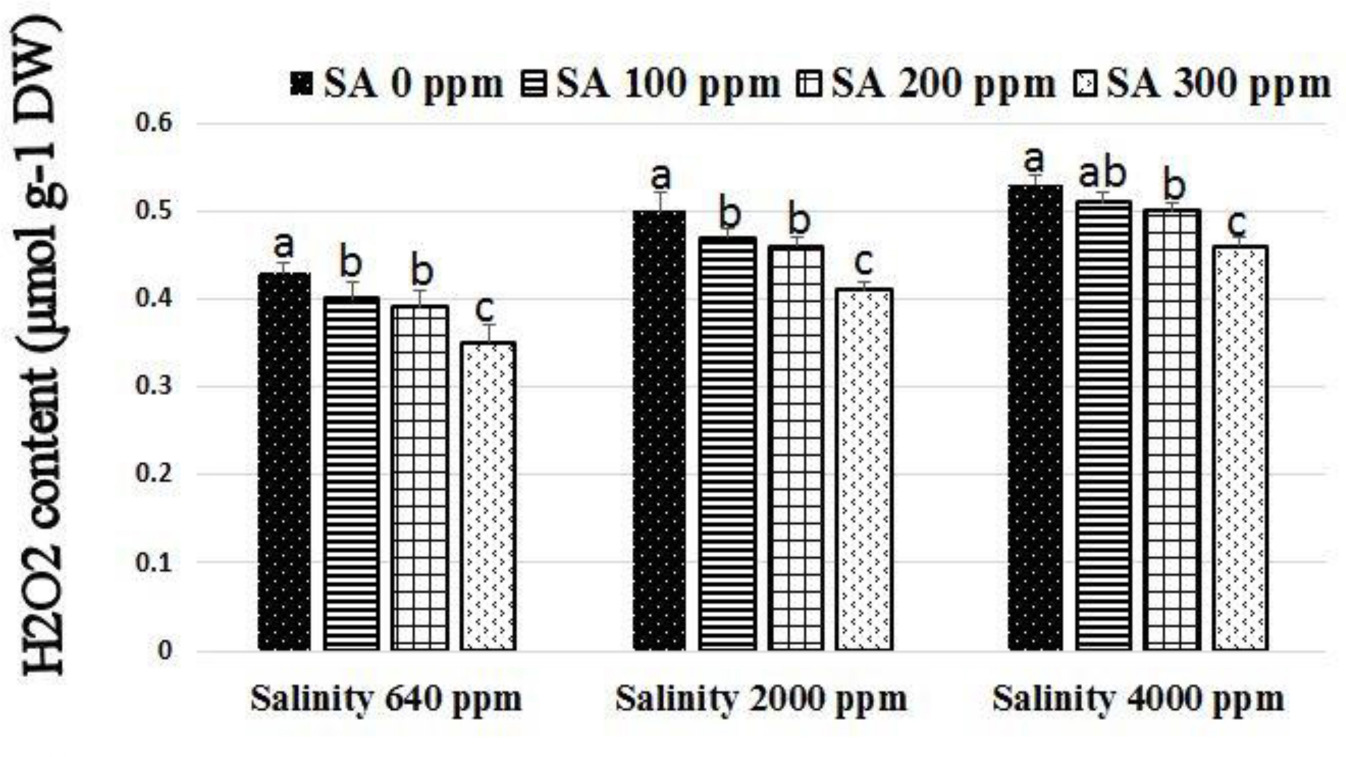 H2O2 content (µmol g-1 DW)
SA 0 ppm SA 100 ppm SA 200 ppm SA 300 ppm
0.6
0.5
0.4
0.3
0.2
0.1
0
a b b c
a b b c
a ab b c
Salinity 640 ppm Salinity 2000 ppm Salinity 4000 ppm